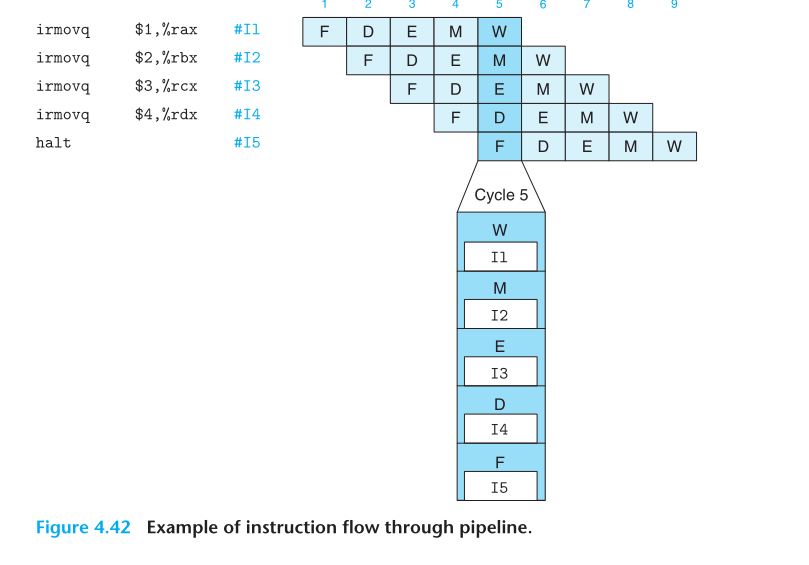 1 2 3 4 5 6 7 8 9
irmovq $1,%rax #I1 F D E M W
irmovq $2,%rbx #I2 F D E M W
irmovq $3,%rcx #I3 F D E M W
irmovq $4,%rdx #I4 F D E M W
halt #I5 F D E M W
Cycle 5
W
I1
M
I2
E
I3
D
I4
F
I5
Figure 4.42 Example of instruction flow through pipeline.